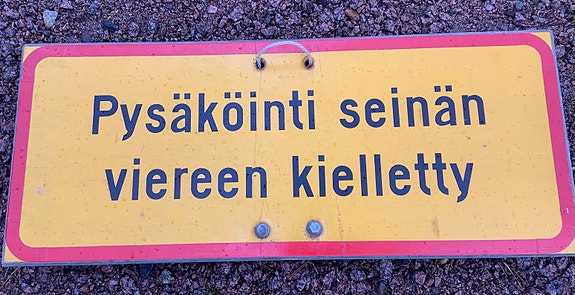 Pysäköinti seinän
viereen kielletty